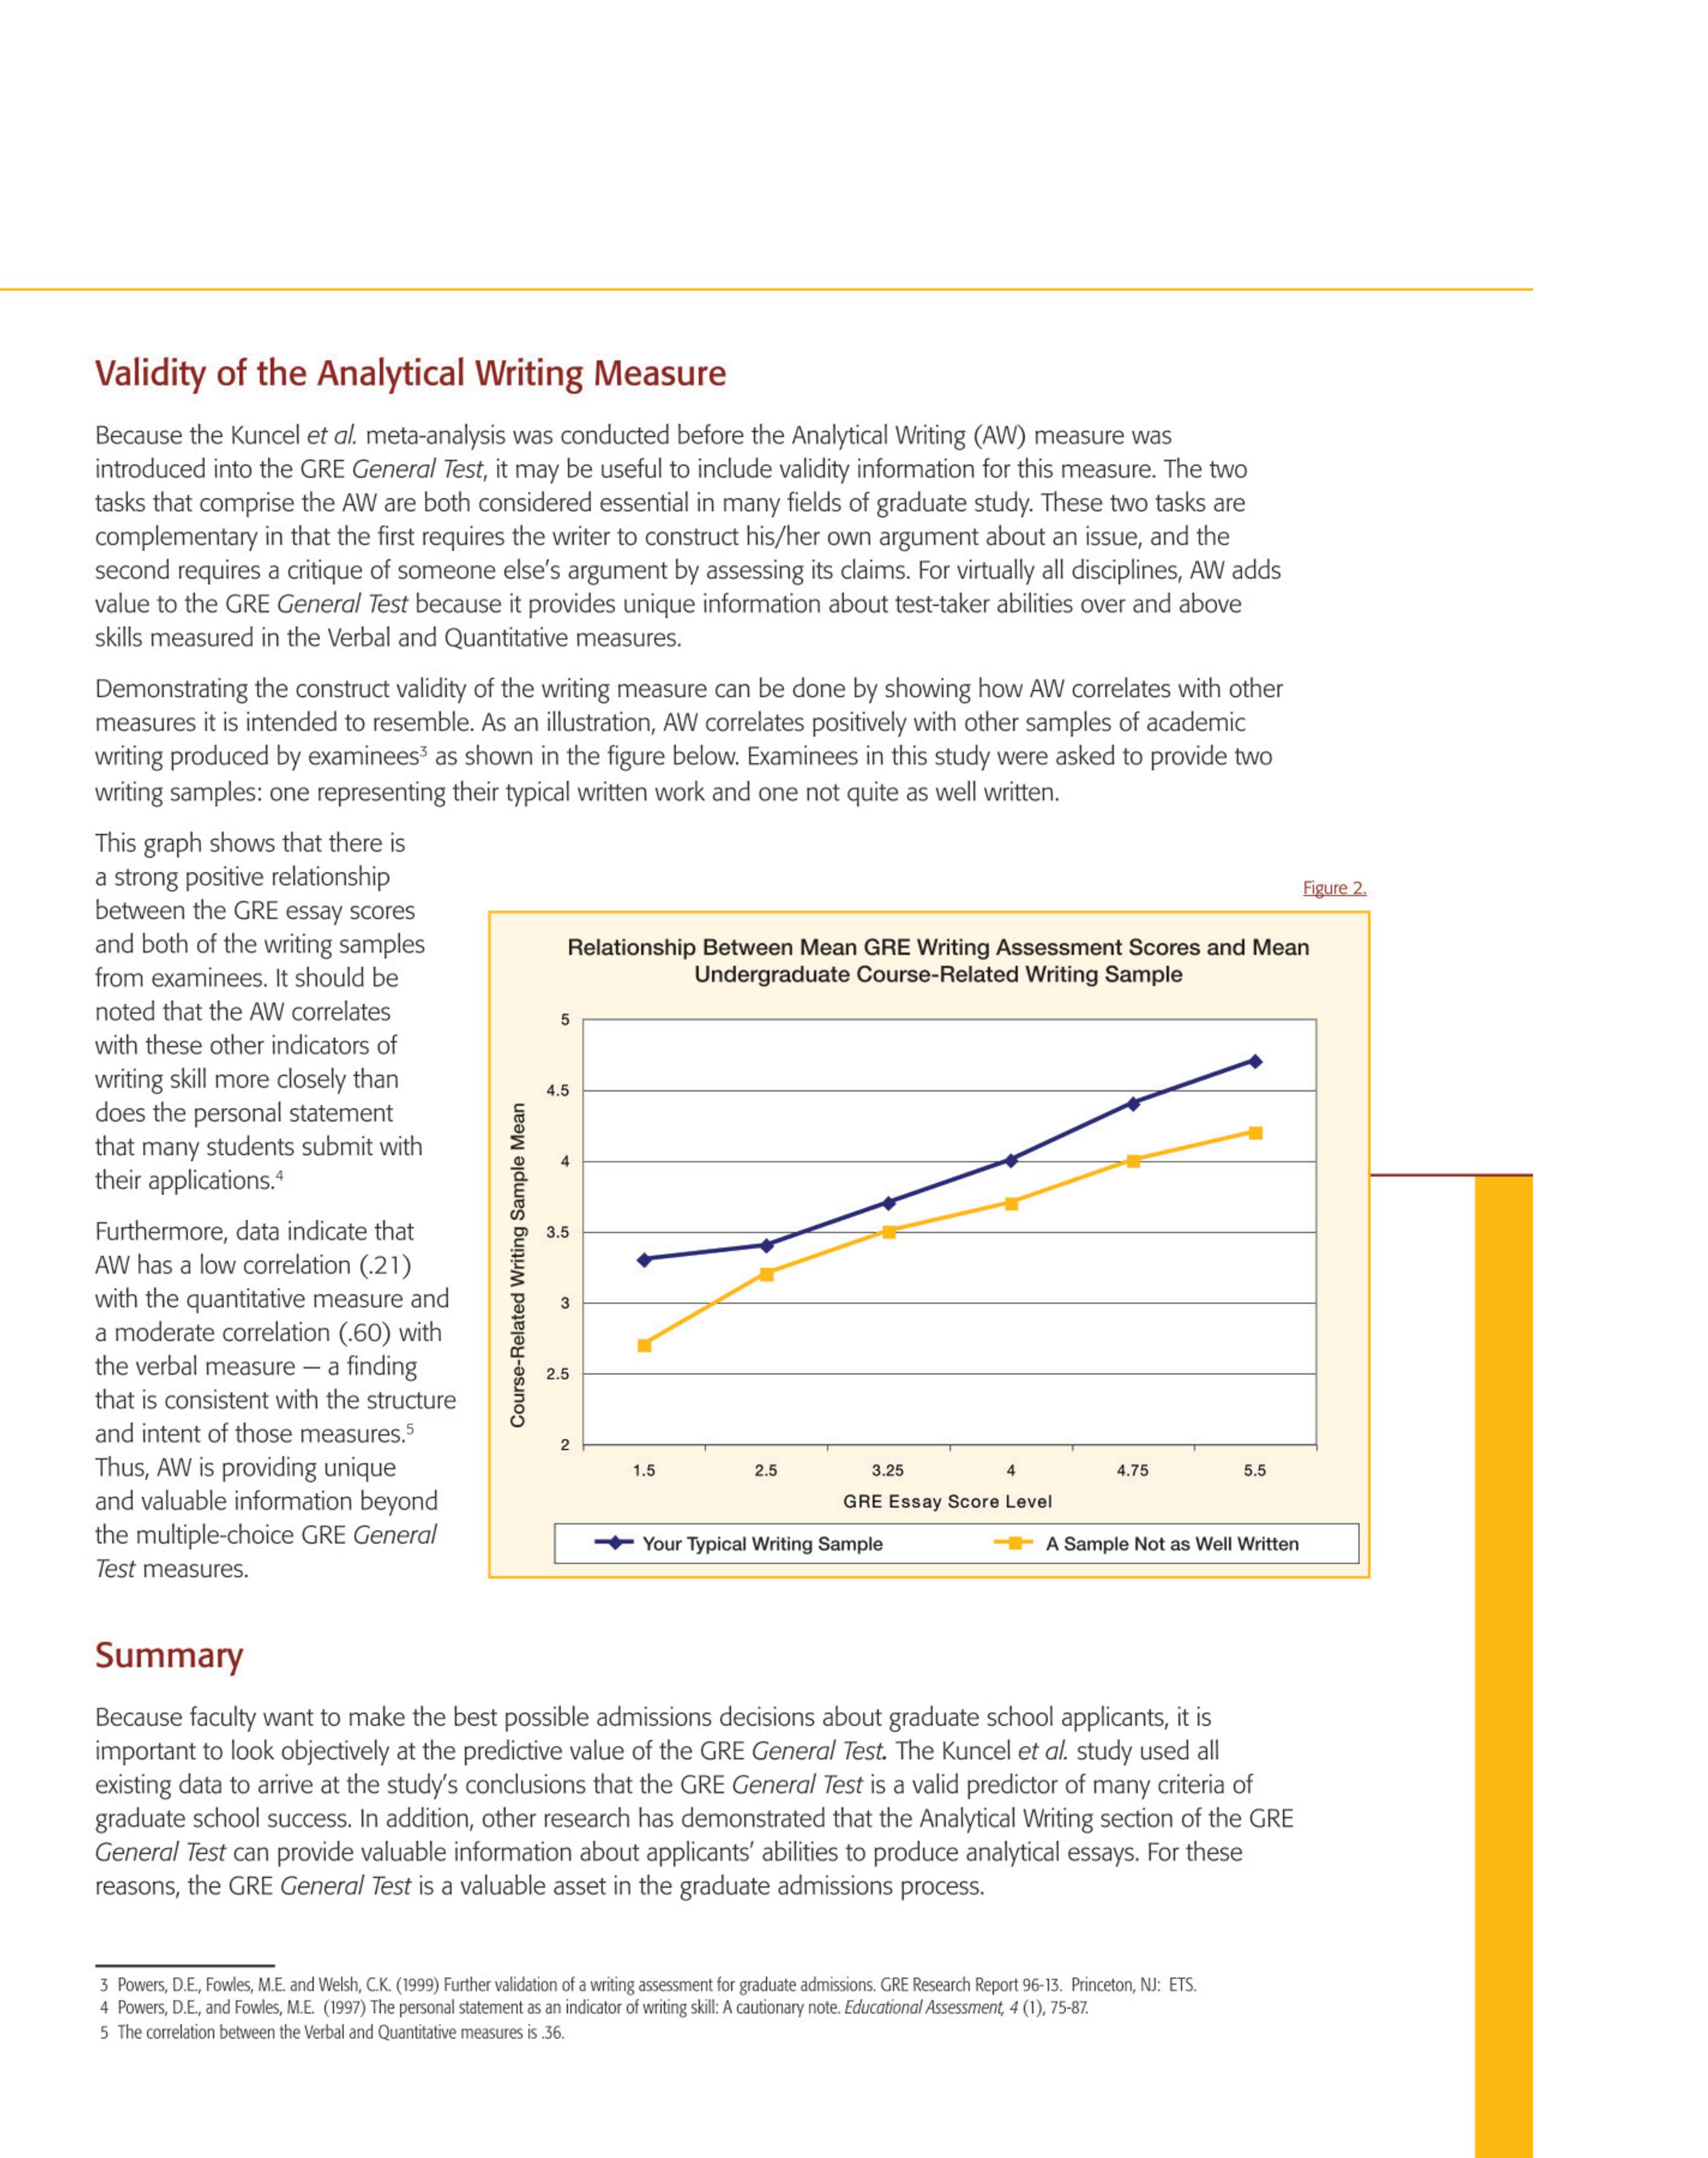 Validity of the Analytical Writing Measure
Because the Kuncel et al. meta-analysis was conducted before the Analytical Writing (AW) measure was
introduced into the GRE General Test, it may be useful to include validity information for this measure. The two
tasks that comprise the AW are both considered essential in many fields of graduate study. These two tasks are
complementary in that the first requires the writer to construct his/her own argument about an issue, and the
second requires a critique of someone else's argument by assessing its claims. For virtually all disciplines, AW adds
value to the GRE General Test because it provides unique information about test-taker abilities over and above
skills measured in the Verbal and Quantitative measures.
Demonstrating the construct validity of the writing measure can be done by showing how AW correlates with other
measures it is intended to resemble. As an illustration, AW correlates positively with other samples of academic
writing produced by examinees³ as shown in the figure below. Examinees in this study were asked to provide two
writing samples: one representing their typical written work and one not quite as well written.
This graph shows that there is
a strong positive relationship
between the GRE essay scores
and both of the writing samples
from examinees. It should be
noted that the AW correlates
with these other indicators of
writing skill more closely than
does the personal statement
that many students submit with
their applications.⁴
Furthermore, data indicate that
AW has a low correlation (.21)
with the quantitative measure and
a moderate correlation (.60) with
the verbal measure — a finding
that is consistent with the structure
and intent of those measures.⁵
Thus, AW is providing unique
and valuable information beyond
the multiple-choice GRE General
Test measures.
Figure 2.
Relationship Between Mean GRE Writing Assessment Scores and Mean
Undergraduate Course-Related Writing Sample
Course-Related Writing Sample Mean
5
4.5
4
3.5
3
2.5
2
1.5 2.5 3.25 4 4.75 5.5
GRE Essay Score Level
Your Typical Writing Sample A Sample Not as Well Written
Summary
Because faculty want to make the best possible admissions decisions about graduate school applicants, it is
important to look objectively at the predictive value of the GRE General Test. The Kuncel et al. study used all
existing data to arrive at the study's conclusions that the GRE General Test is a valid predictor of many criteria of
graduate school success. In addition, other research has demonstrated that the Analytical Writing section of the GRE
General Test can provide valuable information about applicants' abilities to produce analytical essays. For these
reasons, the GRE General Test is a valuable asset in the graduate admissions process.
3 Powers, D.E., Fowles, M.E. and Welsh, C.K. (1999) Further validation of a writing assessment for graduate admissions. GRE Research Report 96-13. Princeton, NJ: ETS.
4 Powers, D.E., and Fowles, M.E. (1997) The personal statement as an indicator of writing skill: A cautionary note. Educational Assessment, 4 (1), 75-87.
5 The correlation between the Verbal and Quantitative measures is .36.